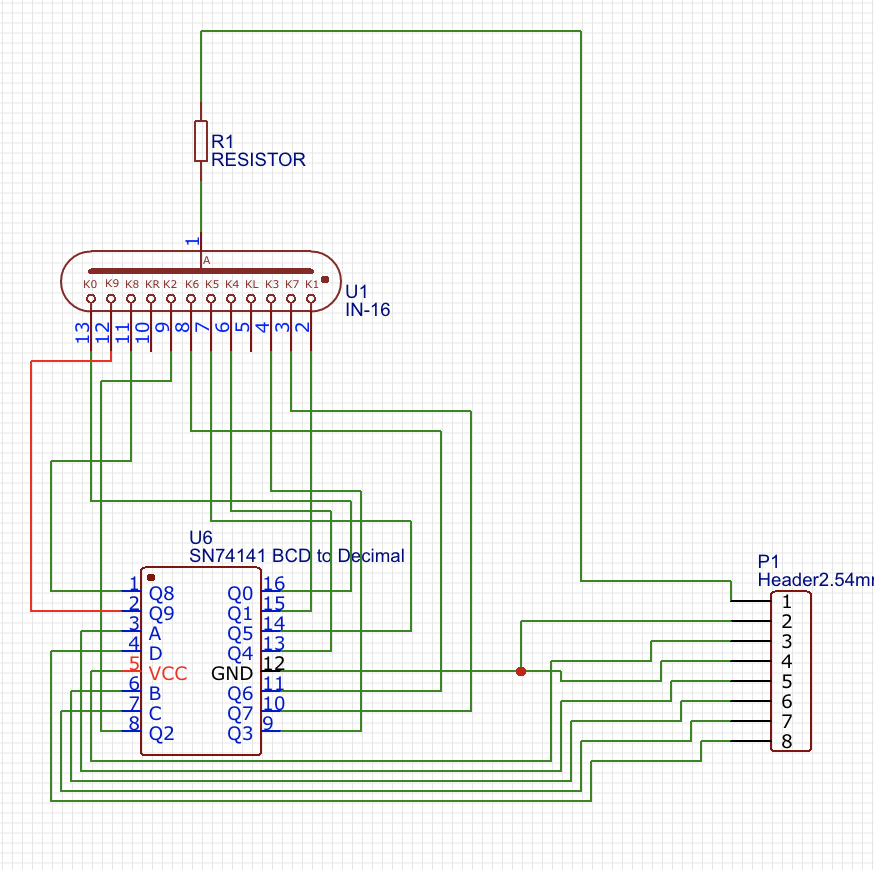 R1
RESISTOR
1
A
K0 K9 K8 KR K2 K6 K5 K4 KL K3 K7 K1
U1
IN-16
13 12 11 10 9 8 7 6 5 4 3 2
U6
SN74141 BCD to Decimal
1 Q8 Q0 16
2 Q9 Q1 15
3 A Q5 14
4 D Q4 13
5 VCC GND 12
6 B Q6 11
7 C Q7 10
8 Q2 Q3 9
P1
Header2.54m
1
2
3
4
5
6
7
8